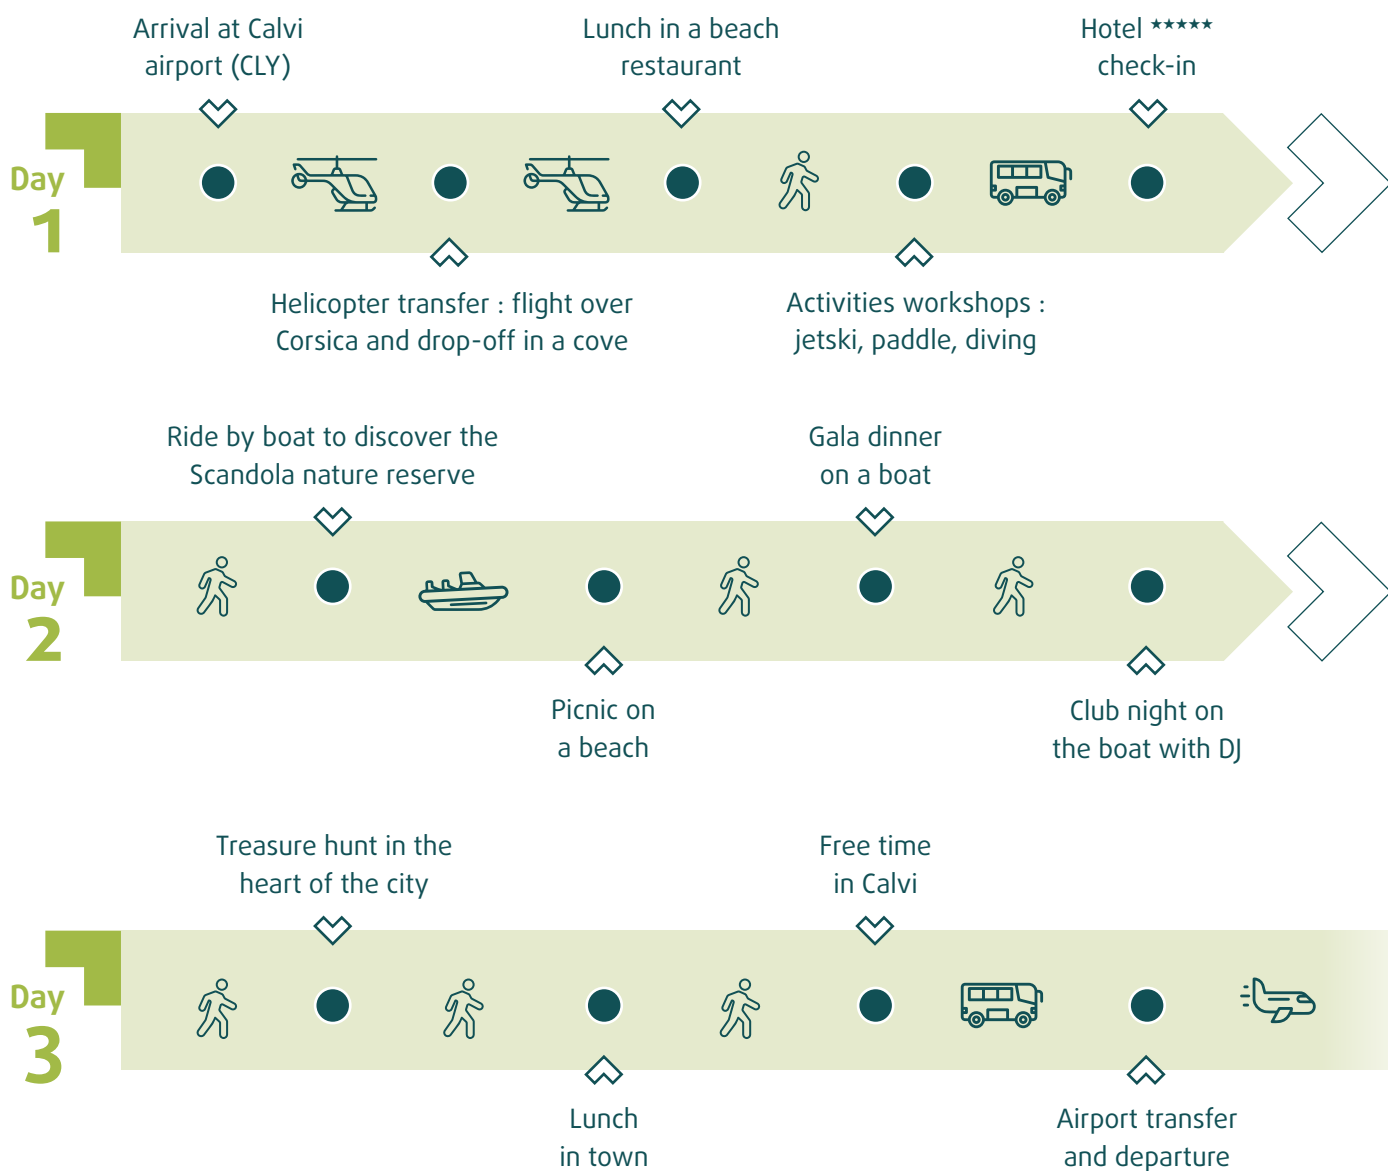 Arrival at Calvi
airport (CLY)
Lunch in a beach
restaurant
Hotel ★★★★★
check-in
Day
1
Helicopter transfer : flight over
Corsica and drop-off in a cove
Activities workshops :
jetski, paddle, diving
Ride by boat to discover the
Scandola nature reserve
Gala dinner
on a boat
Day
2
Picnic on
a beach
Club night on
the boat with DJ
Treasure hunt in the
heart of the city
Free time
in Calvi
Day
3
Lunch
in town
Airport transfer
and departure